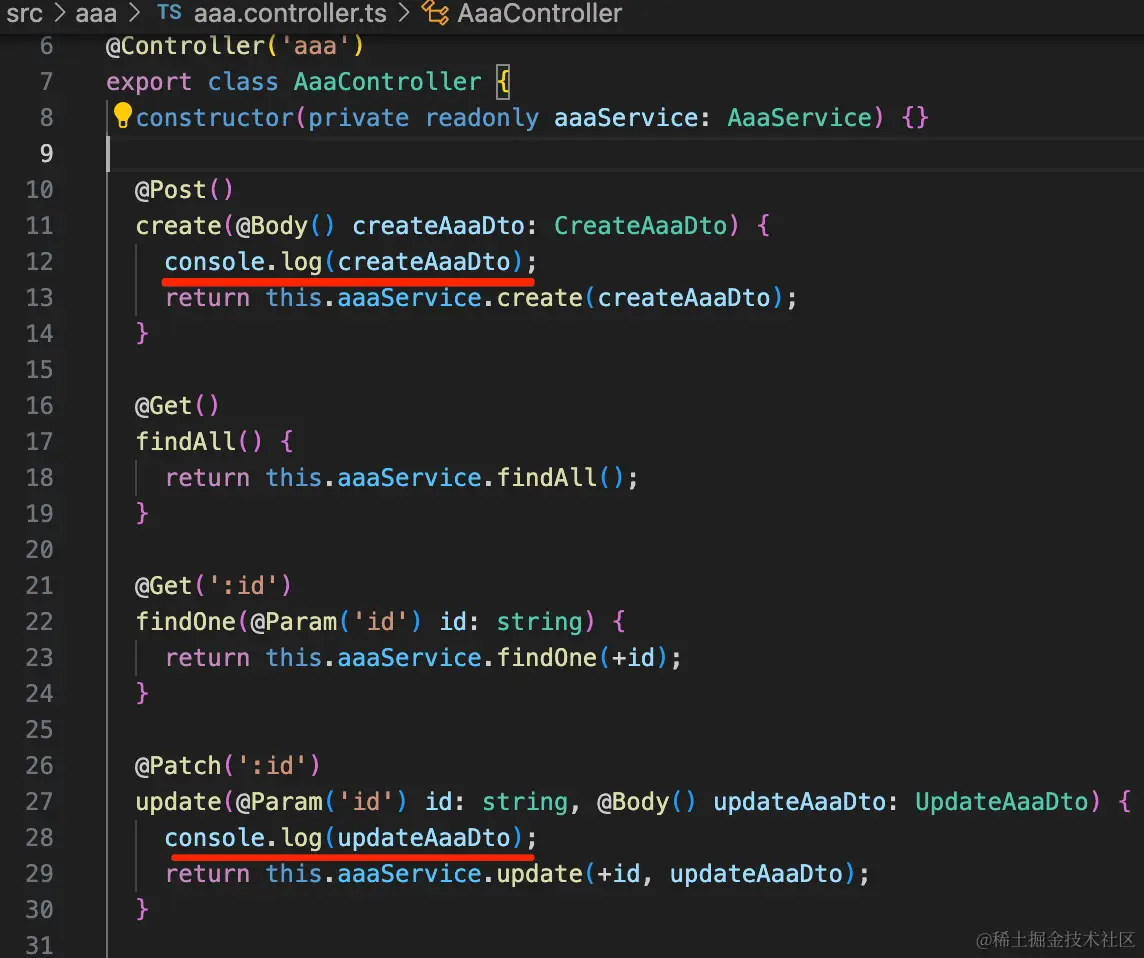 src > aaa > TS aaa.controller.ts > AaaController
6 @Controller('aaa')
7 export class AaaController {
8 constructor(private readonly aaaService: AaaService) {}
9
10 @Post()
11 create(@Body() createAaaDto: CreateAaaDto) {
12 console.log(createAaaDto);
13 return this.aaaService.create(createAaaDto);
14 }
15
16 @Get()
17 findAll() {
18 return this.aaaService.findAll();
19 }
20
21 @Get(':id')
22 findOne(@Param('id') id: string) {
23 return this.aaaService.findOne(+id);
24 }
25
26 @Patch(':id')
27 update(@Param('id') id: string, @Body() updateAaaDto: UpdateAaaDto) {
28 console.log(updateAaaDto);
29 return this.aaaService.update(+id, updateAaaDto);
30 }
31
@稀土掘金技术社区